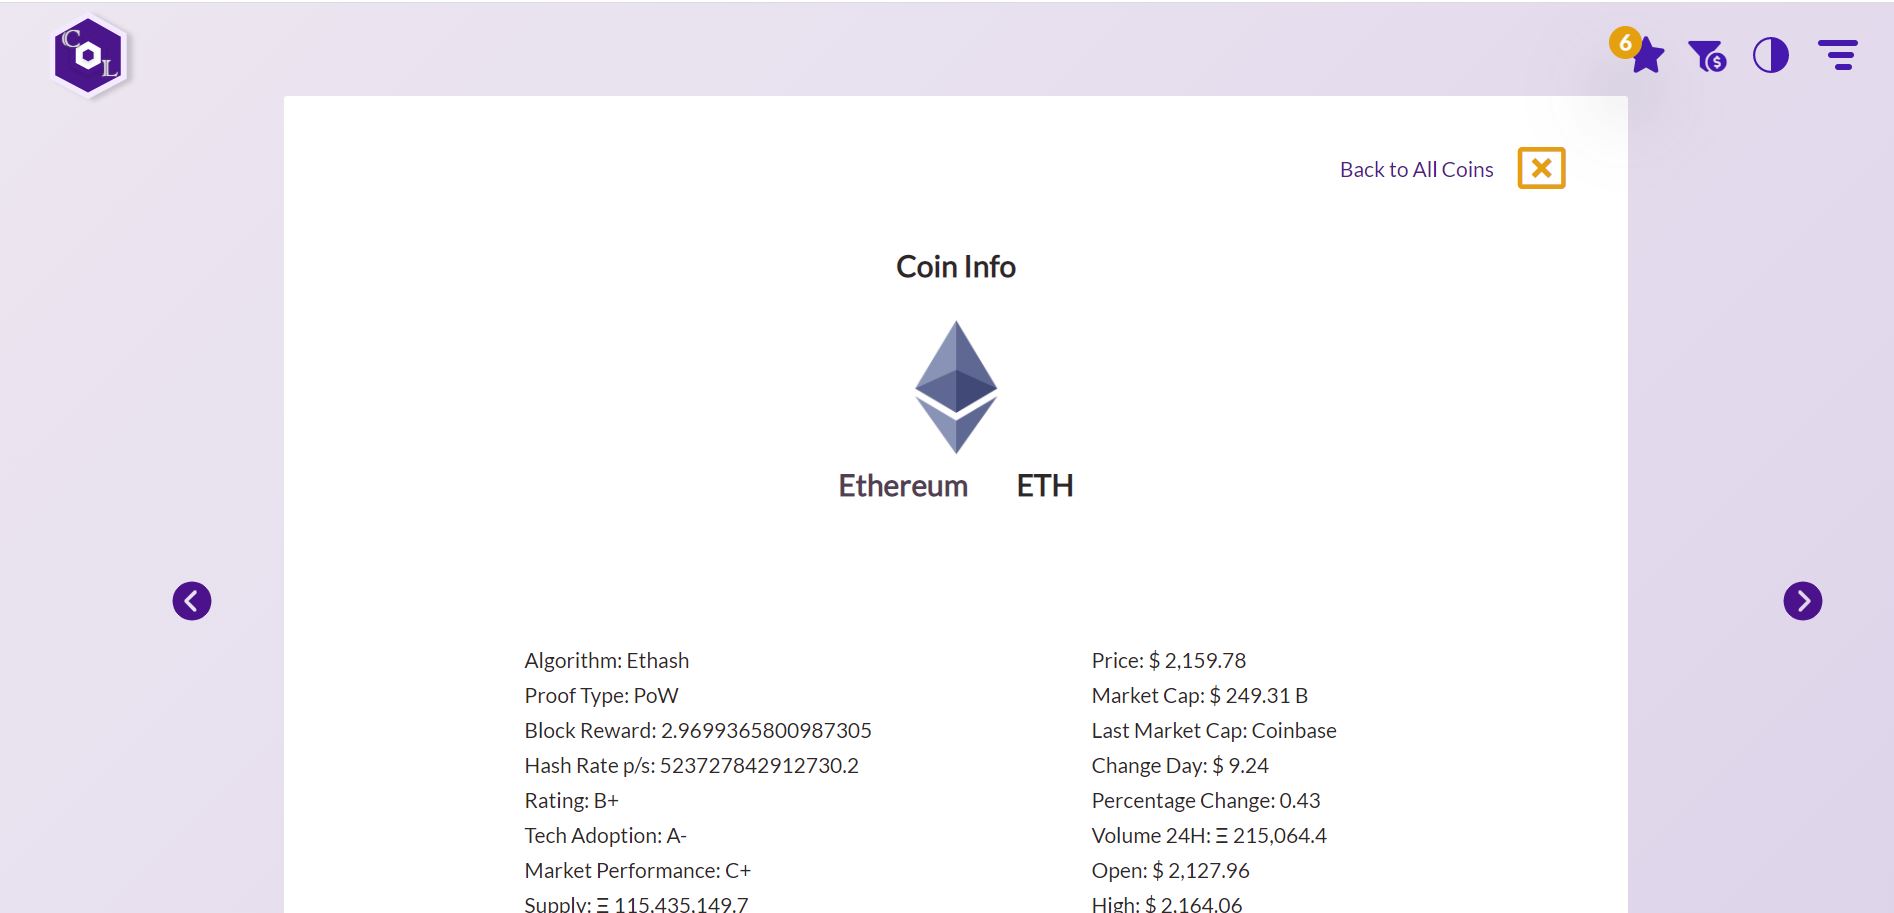 C
L
6
$
Back to All Coins
Coin Info
Ethereum ETH
Algorithm: Ethash
Proof Type: PoW
Block Reward: 2.9699365800987305
Hash Rate p/s: 523727842912730.2
Rating: B+
Tech Adoption: A-
Market Performance: C+
Supply: Ξ 115,435,149.7
Price: $ 2,159.78
Market Cap: $ 249.31 B
Last Market Cap: Coinbase
Change Day: $ 9.24
Percentage Change: 0.43
Volume 24H: Ξ 215,064.4
Open: $ 2,127.96
High: $ 2,164.06